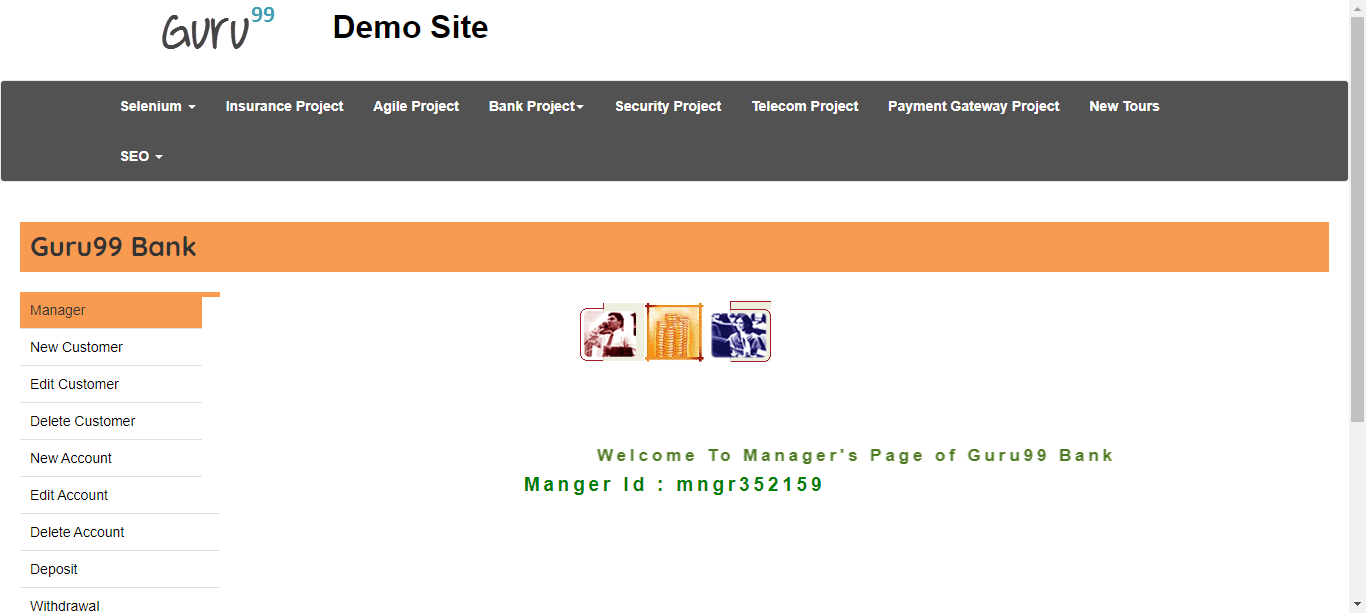 Guru99 Demo Site
Selenium Insurance Project Agile Project Bank Project Security Project Telecom Project Payment Gateway Project New Tours
SEO
Guru99 Bank
Manager
New Customer
Edit Customer
Delete Customer
New Account
Edit Account
Delete Account
Deposit
Withdrawal
Welcome To Manager's Page of Guru99 Bank
Manger Id : mngr352159